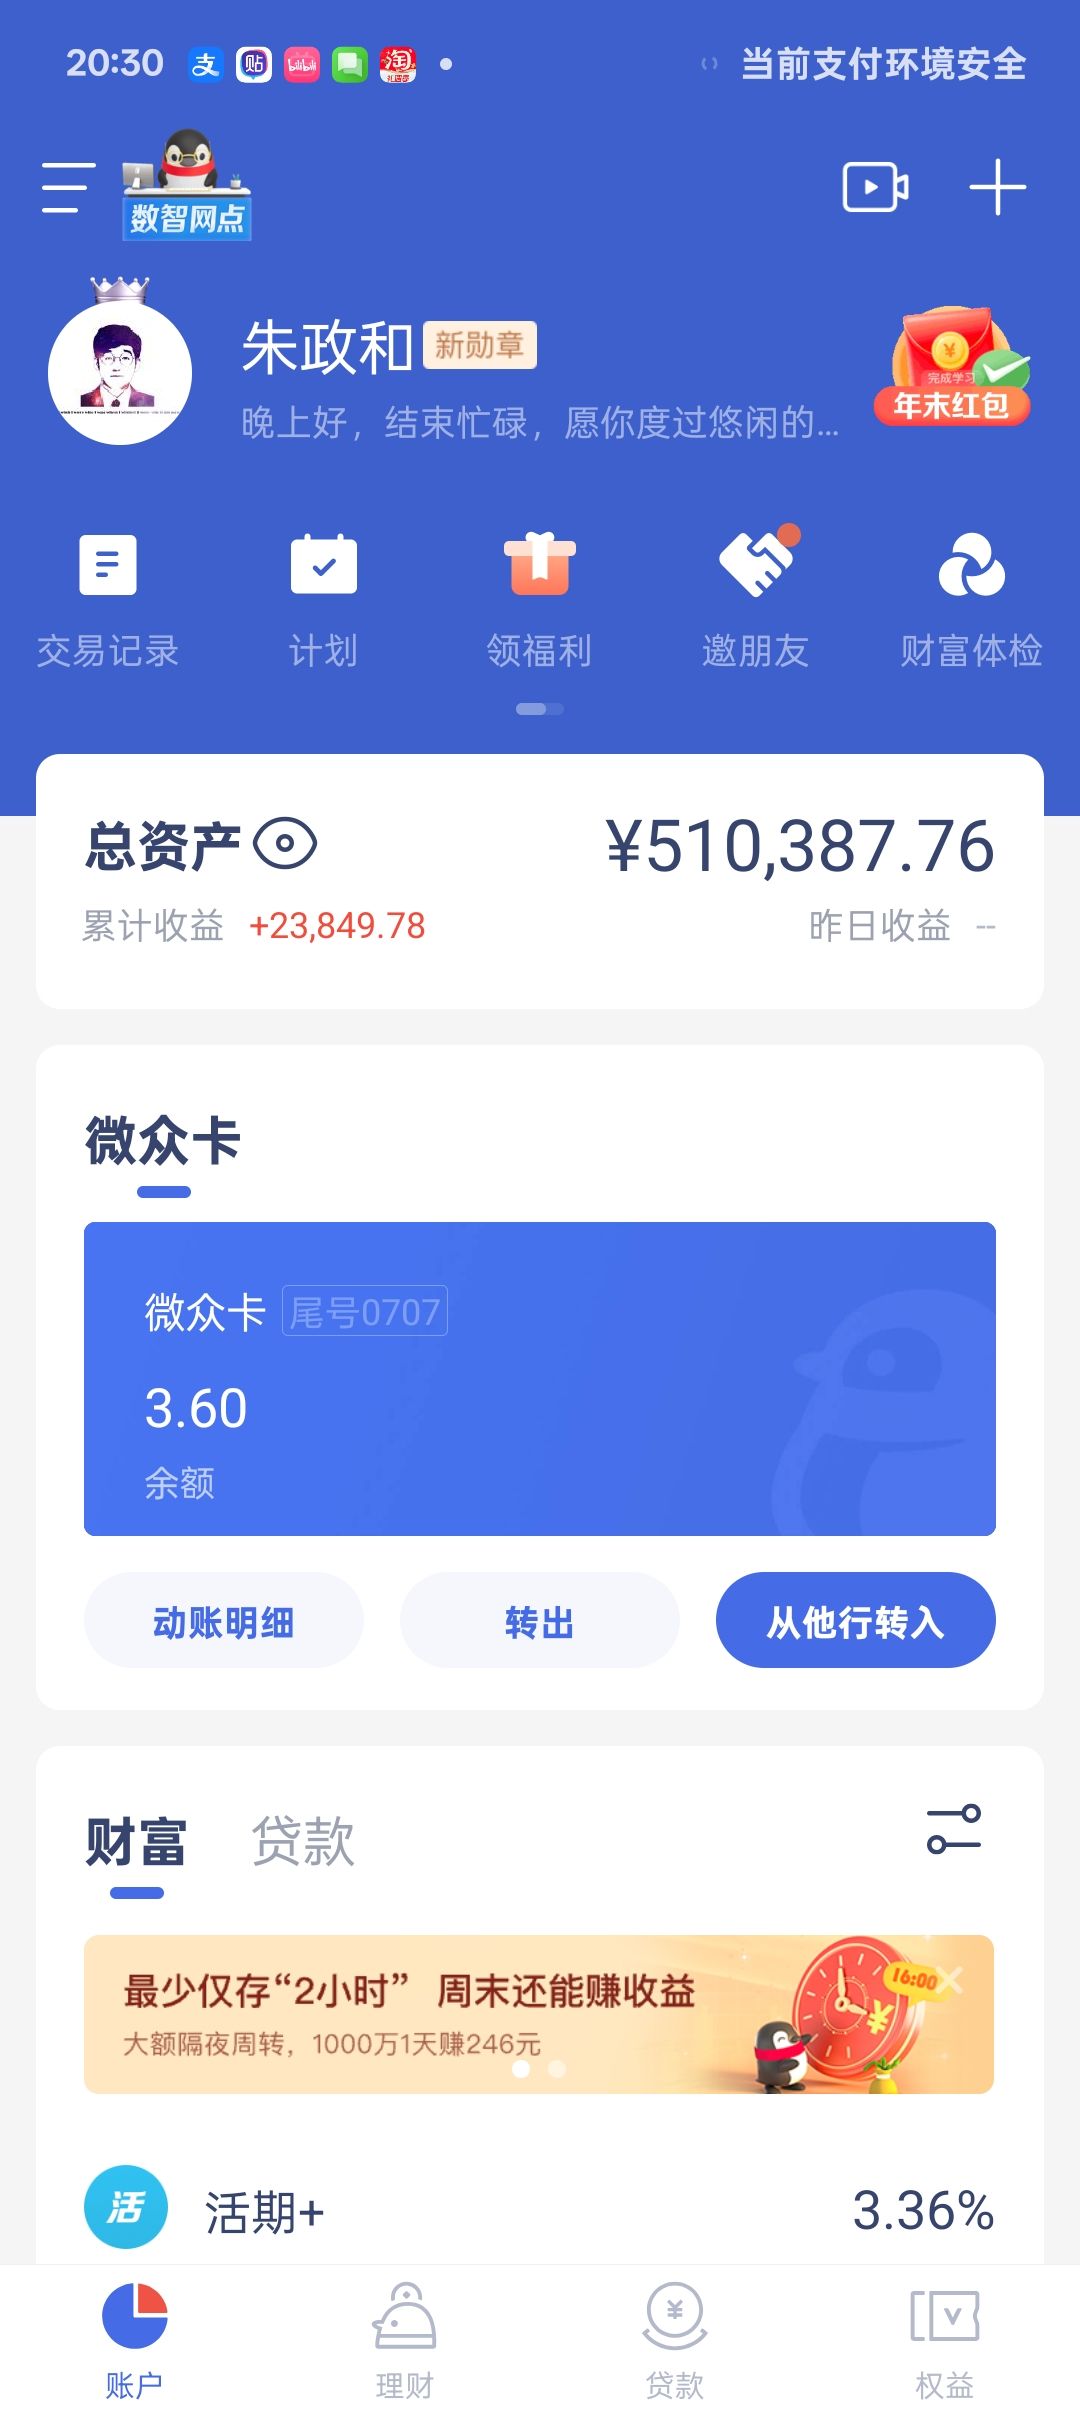 20:30 支 贴 bilibili 淘 当前支付环境安全
数智网点
朱政和 新勋章
晚上好，结束忙碌，愿你度过悠闲的...
完成学习
年末红包
交易记录 计划 领福利 邀朋友 财富体检
总资产 ¥510,387.76
累计收益 +23,849.78 昨日收益 --
微众卡
微众卡 尾号0707
3.60
余额
动账明细 转出 从他行转入
财富 贷款
最少仅存“2小时” 周末还能赚收益
16:00
大额隔夜周转，1000万1天赚246元
活 活期+ 3.36%
账户 理财 贷款 权益